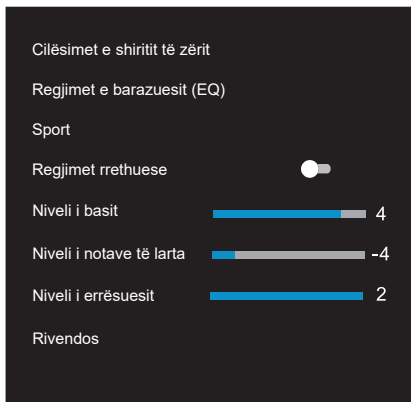 Cilësimet e shiritit të zërit
Regjimet e barazuesit (EQ)
Sport
Regjimet rrethuese
Niveli i basit 4
Niveli i notave të larta -4
Niveli i errësuesit 2
Rivendos